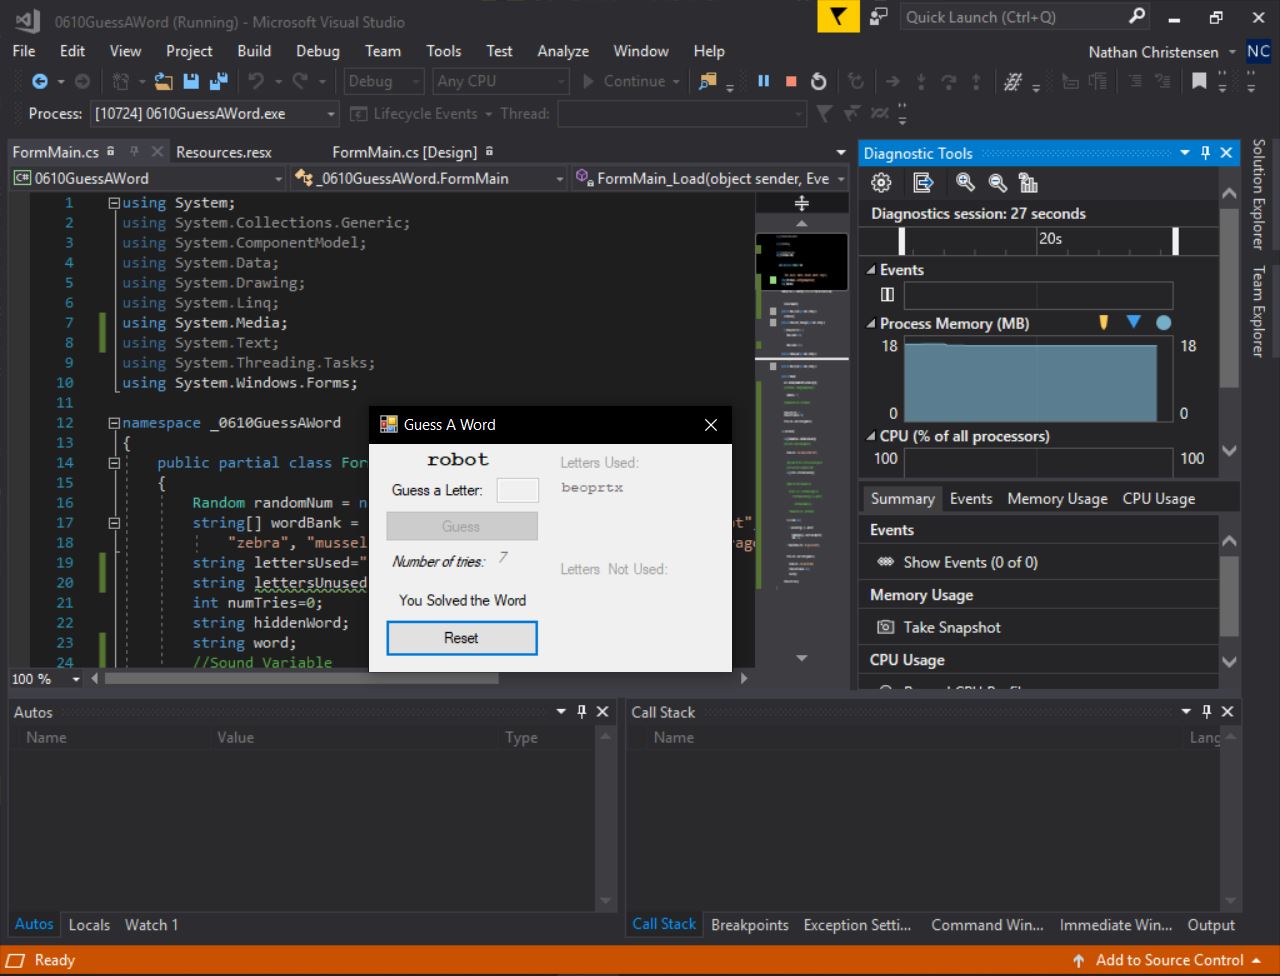 0610GuessAWord (Running) - Microsoft Visual Studio
Quick Launch (Ctrl+Q)
File Edit View Project Build Debug Team Tools Test Analyze Window Help
Nathan Christensen NC
Debug Any CPU Continue
Process: [10724] 0610GuessAWord.exe Lifecycle Events Thread:
FormMain.cs Resources.resx FormMain.cs [Design]
C# 0610GuessAWord _0610GuessAWord.FormMain FormMain_Load(object sender, Eve
1 using System;
2 using System.Collections.Generic;
3 using System.ComponentModel;
4 using System.Data;
5 using System.Drawing;
6 using System.Linq;
7 using System.Media;
8 using System.Text;
9 using System.Threading.Tasks;
10 using System.Windows.Forms;
11
12 namespace _0610GuessAWord
13 {
14 public partial class For
15 {
16 Random randomNum = n
17 string[] wordBank = ot",
18 "zebra", "mussel rage
19 string lettersUsed="
20 string lettersUnused
21 int numTries=0;
22 string hiddenWord;
23 string word;
24 //Sound Variable
100 %
Guess A Word
robot
Guess a Letter:
Guess
Number of tries: 7
You Solved the Word
Reset
Letters Used:
beoprtx
Letters Not Used:
Diagnostic Tools
Diagnostics session: 27 seconds
20s
Events
Process Memory (MB)
18 18
0 0
CPU (% of all processors)
100 100
Summary Events Memory Usage CPU Usage
Events
Show Events (0 of 0)
Memory Usage
Take Snapshot
CPU Usage
Solution Explorer
Team Explorer
Autos
Name Value Type
Autos Locals Watch 1
Call Stack
Name Lang
Call Stack Breakpoints Exception Setti... Command Win... Immediate Win... Output
Ready
Add to Source Control